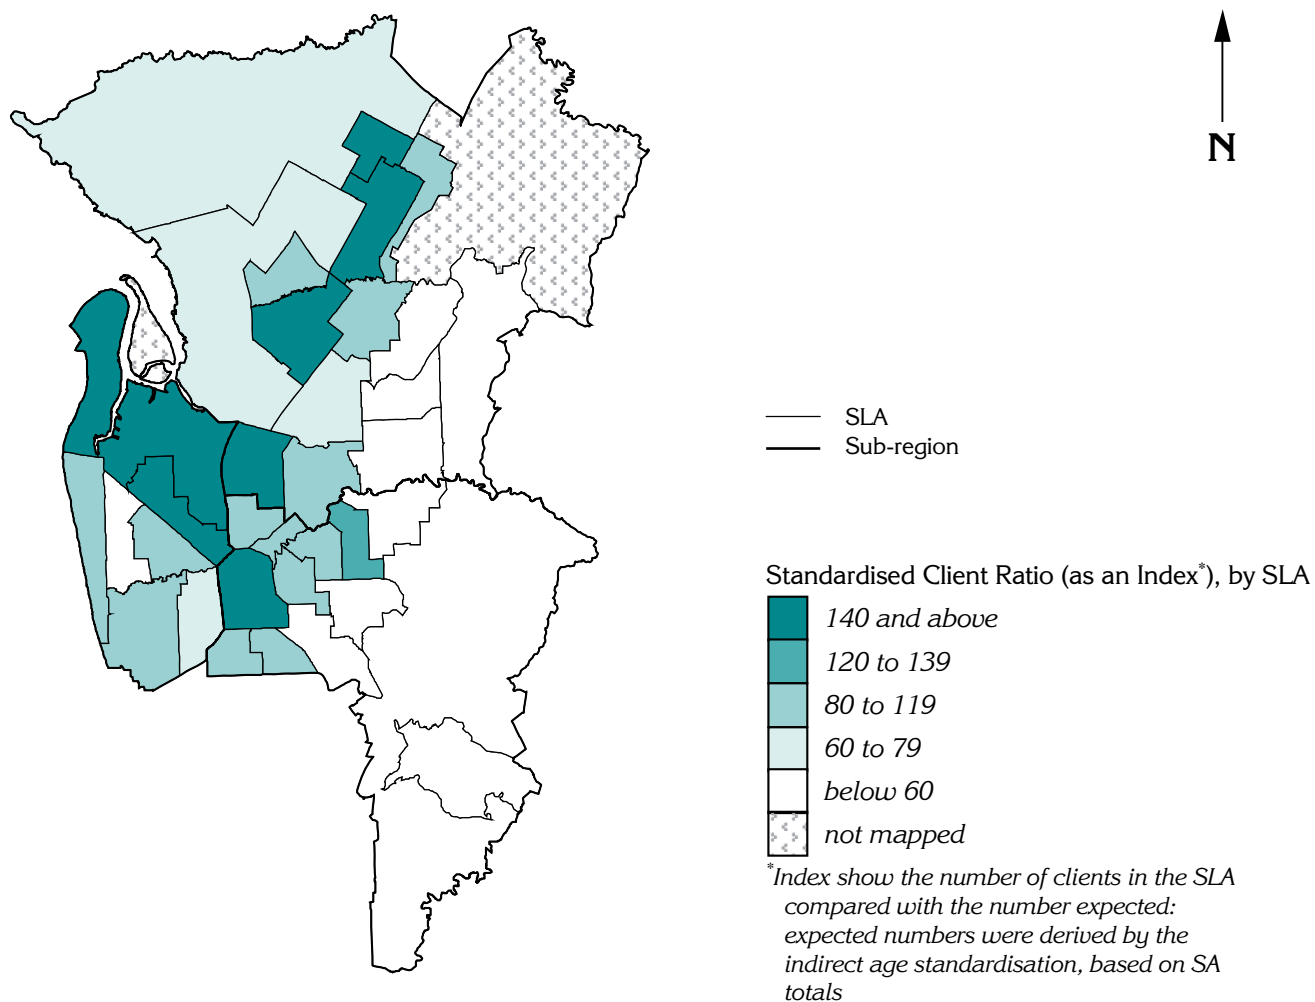 N
SLA
Sub-region
Standardised Client Ratio (as an Index*), by SLA
140 and above
120 to 139
80 to 119
60 to 79
below 60
not mapped
*Index show the number of clients in the SLA
compared with the number expected:
expected numbers were derived by the
indirect age standardisation, based on SA
totals